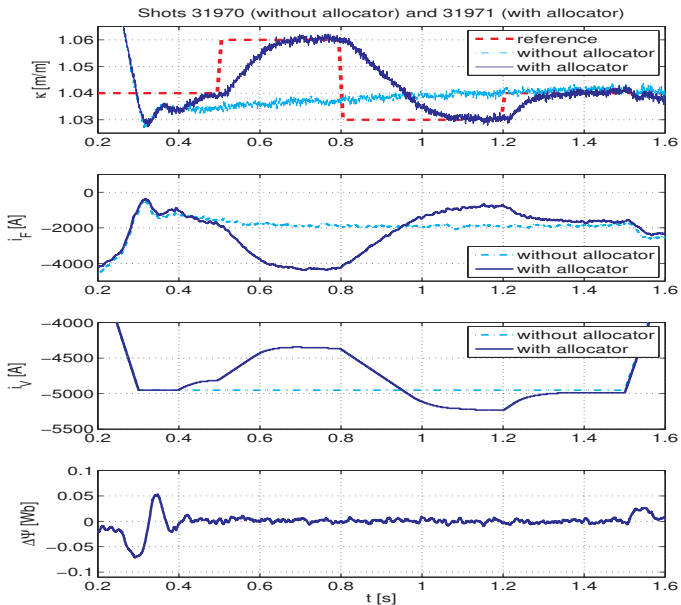 Shots 31970 (without allocator) and 31971 (with allocator)
κ [m/m]
1.06
1.05
1.04
1.03
reference
without allocator
with allocator
0.2 0.4 0.6 0.8 1 1.2 1.4 1.6
i_F [A]
0
−2000
−4000
without allocator
with allocator
0.2 0.4 0.6 0.8 1 1.2 1.4 1.6
i_V [A]
−4000
−4500
−5000
−5500
without allocator
with allocator
0.2 0.4 0.6 0.8 1 1.2 1.4 1.6
ΔΨ [Wb]
0.1
0.05
0
−0.05
−0.1
0.2 0.4 0.6 0.8 1 1.2 1.4 1.6
t [s]